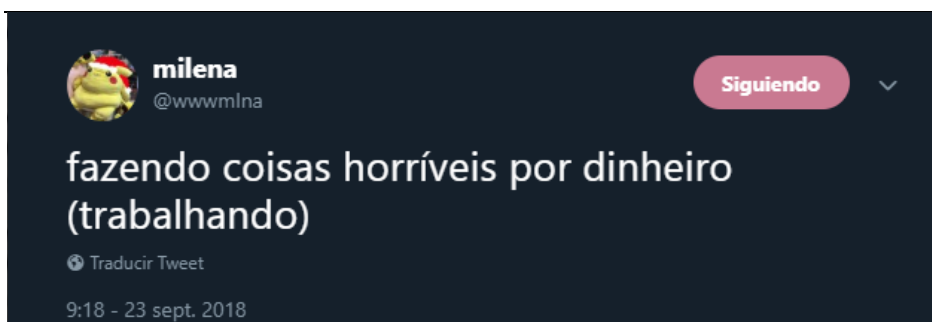 milena
@wwwmlna
Siguiendo
fazendo coisas horríveis por dinheiro
(trabalhando)
Traducir Tweet
9:18 - 23 sept. 2018